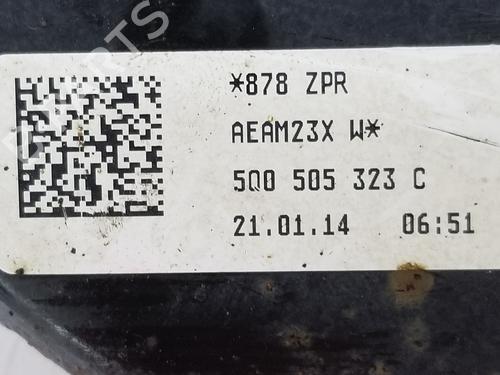 *878 ZPR
AEAM23X W*
5Q0 505 323 C
21.01.14 06:51